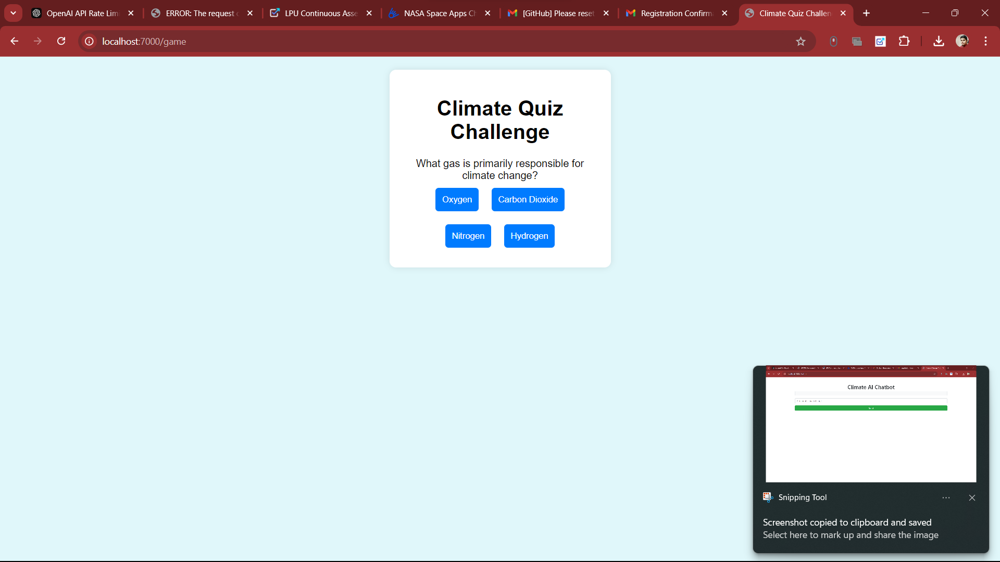 OpenAI API Rate Lim
ERROR: The request
LPU Continuous Asse
NASA Space Apps Ch
[GitHub] Please reset
Registration Confirm
Climate Quiz Challen
localhost:7000/game
Climate Quiz
Challenge
What gas is primarily responsible for
climate change?
Oxygen
Carbon Dioxide
Nitrogen
Hydrogen
Climate AI Chatbot
Snipping Tool
Screenshot copied to clipboard and saved
Select here to mark up and share the image